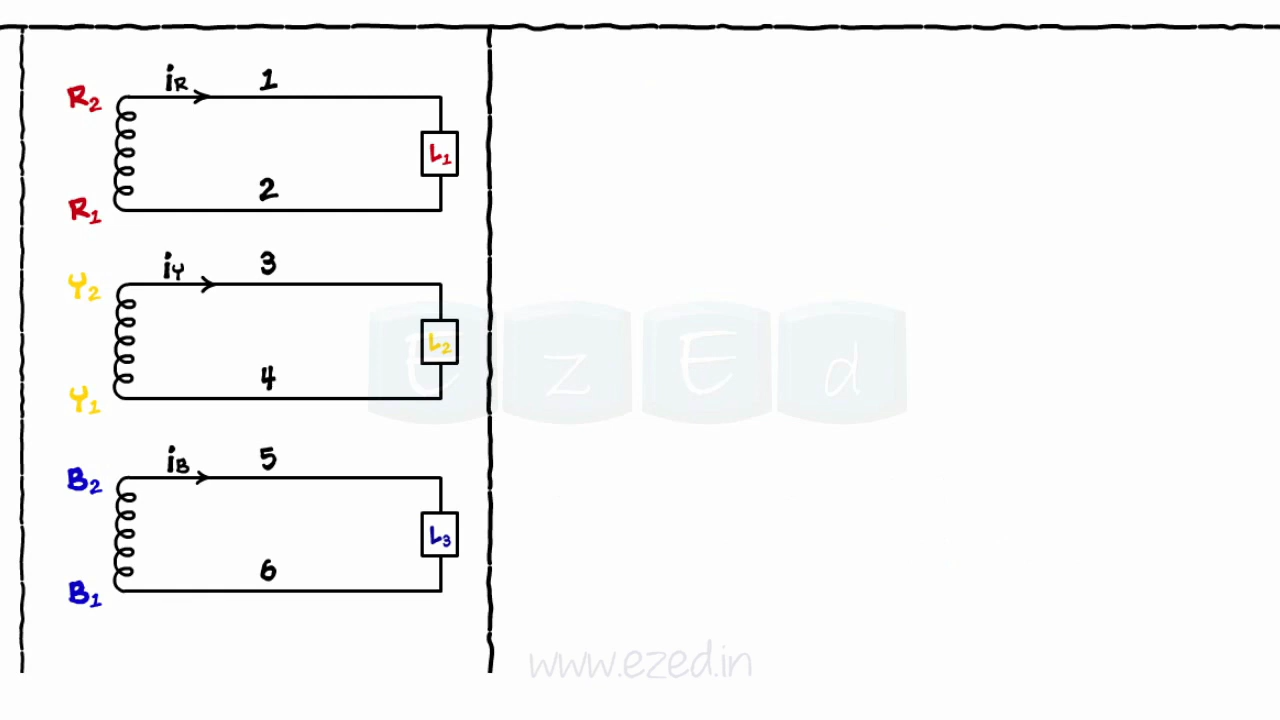 R2 iR 1
L1
R1 2
Y2 iY 3
L2
Y1 4
B2 iB 5
L3
B1 6
EzEd
www.ezed.in